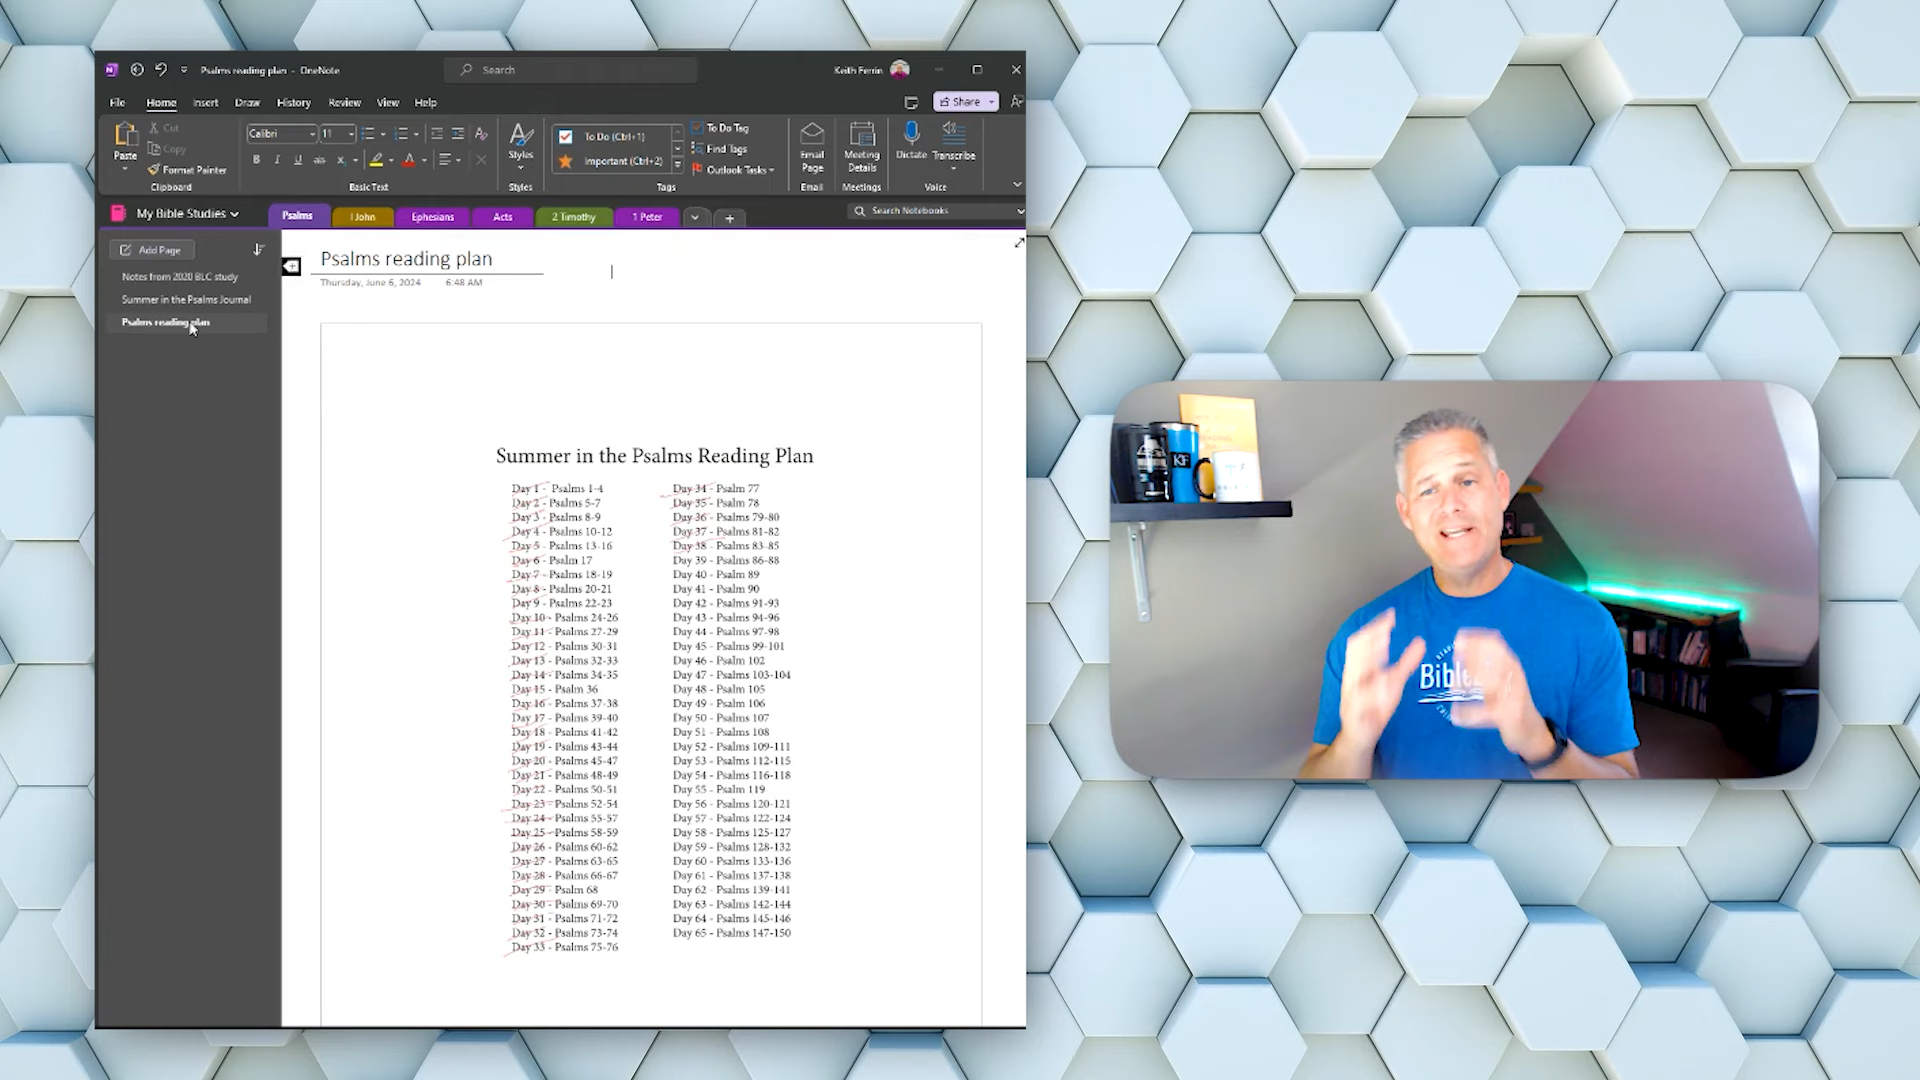 Psalms reading plan - OneNote
Search
Keith Ferrin
File Home Insert Draw History Review View Help
Share
Paste
Cut
Copy
Format Painter
Clipboard
Calibri 11
B I U ab x
Basic Text
Styles
Styles
To Do (Ctrl+1)
Important (Ctrl+2)
To Do Tag
Find Tags
Outlook Tasks
Tags
Email Page
Email
Meeting Details
Meetings
Dictate Transcribe
Voice
My Bible Studies
Psalms 1 John Ephesians Acts 2 Timothy 1 Peter
Search Notebooks
Add Page
Notes from 2020 BLC study
Summer in the Psalms Journal
Psalms reading plan
Psalms reading plan
Thursday, June 6, 2024 6:48 AM
Summer in the Psalms Reading Plan
Day 1 - Psalms 1-4
Day 2 - Psalms 5-7
Day 3 - Psalms 8-9
Day 4 - Psalms 10-12
Day 5 - Psalms 13-16
Day 6 - Psalm 17
Day 7 - Psalms 18-19
Day 8 - Psalms 20-21
Day 9 - Psalms 22-23
Day 10 - Psalms 24-26
Day 11 - Psalms 27-29
Day 12 - Psalms 30-31
Day 13 - Psalms 32-33
Day 14 - Psalms 34-35
Day 15 - Psalm 36
Day 16 - Psalms 37-38
Day 17 - Psalms 39-40
Day 18 - Psalms 41-42
Day 19 - Psalms 43-44
Day 20 - Psalms 45-47
Day 21 - Psalms 48-49
Day 22 - Psalms 50-51
Day 23 - Psalms 52-54
Day 24 - Psalms 55-57
Day 25 - Psalms 58-59
Day 26 - Psalms 60-62
Day 27 - Psalms 63-65
Day 28 - Psalms 66-67
Day 29 - Psalm 68
Day 30 - Psalms 69-70
Day 31 - Psalms 71-72
Day 32 - Psalms 73-74
Day 33 - Psalms 75-76
Day 34 - Psalm 77
Day 35 - Psalm 78
Day 36 - Psalms 79-80
Day 37 - Psalms 81-82
Day 38 - Psalms 83-85
Day 39 - Psalms 86-88
Day 40 - Psalm 89
Day 41 - Psalm 90
Day 42 - Psalms 91-93
Day 43 - Psalms 94-96
Day 44 - Psalms 97-98
Day 45 - Psalms 99-101
Day 46 - Psalm 102
Day 47 - Psalms 103-104
Day 48 - Psalm 105
Day 49 - Psalm 106
Day 50 - Psalm 107
Day 51 - Psalm 108
Day 52 - Psalms 109-111
Day 53 - Psalms 112-115
Day 54 - Psalms 116-118
Day 55 - Psalm 119
Day 56 - Psalms 120-121
Day 57 - Psalms 122-124
Day 58 - Psalms 125-127
Day 59 - Psalms 128-132
Day 60 - Psalms 133-136
Day 61 - Psalms 137-138
Day 62 - Psalms 139-141
Day 63 - Psalms 142-144
Day 64 - Psalms 145-146
Day 65 - Psalms 147-150
KF
Bible